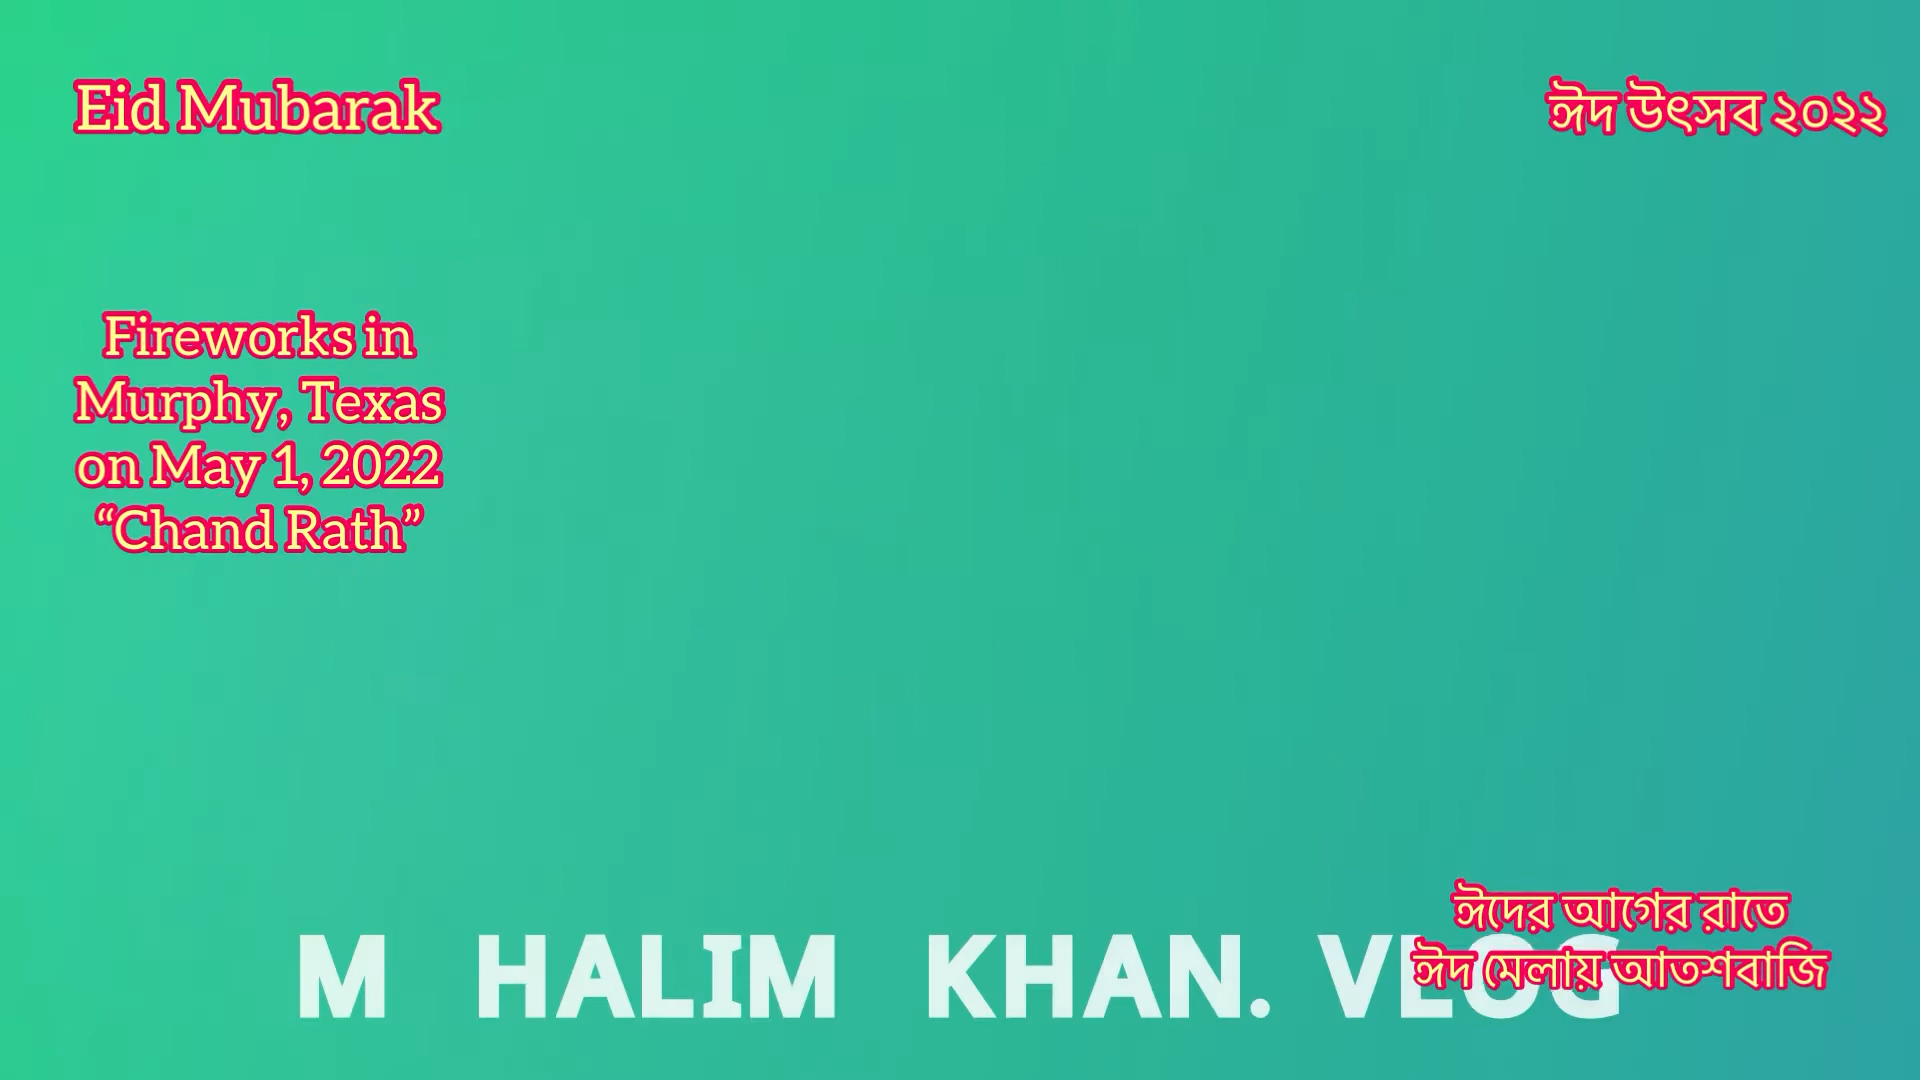 Eid Mubarak
ঈদ উৎসব ২০২২
Fireworks in
Murphy, Texas
on May 1, 2022
“Chand Rath”
ঈদের আগের রাতে
ঈদ মেলায় আতশবাজি
M HALIM KHAN. VLOG